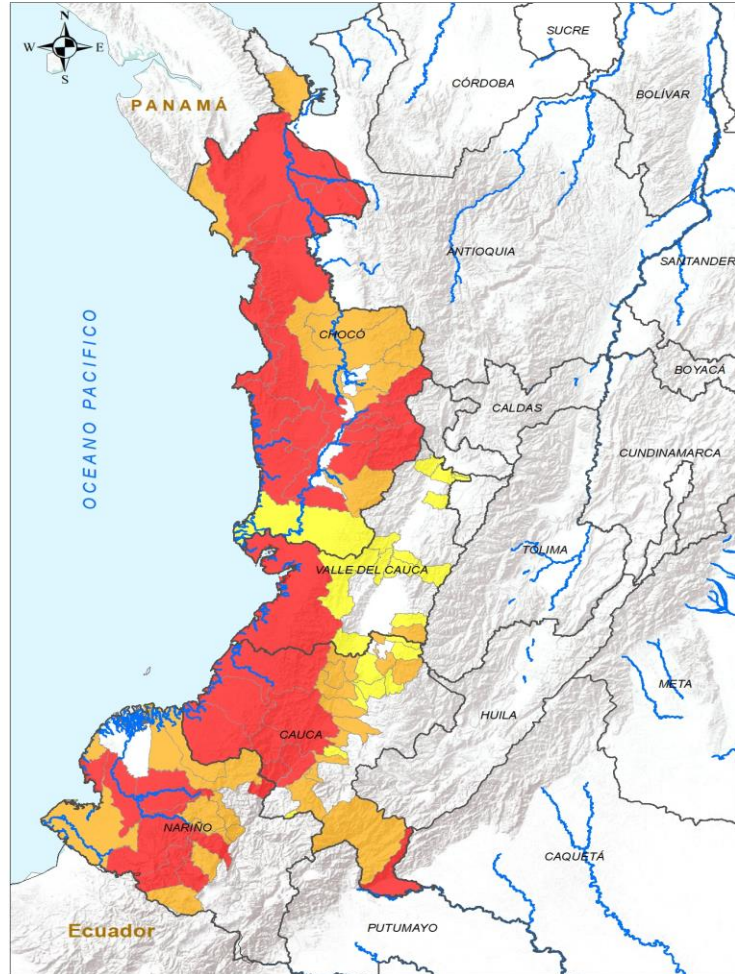 N
W E
S
SUCRE
CÓRDOBA
BOLÍVAR
PANAMÁ
ANTIOQUIA
SANTANDER
OCEANO PACIFICO
CHOCÓ
BOYACÁ
CALDAS
CUNDINAMARCA
TOLIMA
VALLE DEL CAUCA
META
HUILA
CAUCA
NARIÑO
CAQUETÁ
PUTUMAYO
Ecuador